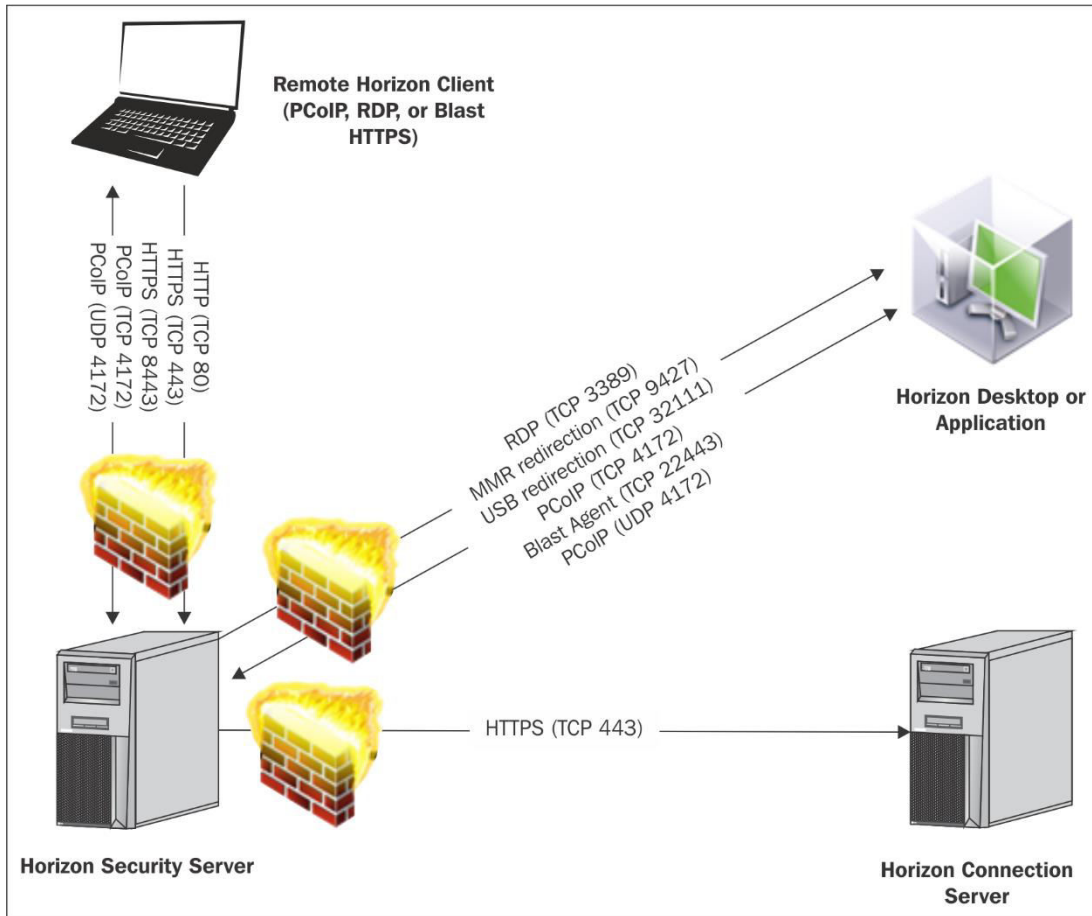 Remote Horizon Client
(PCoIP, RDP, or Blast
HTTPS)
HTTP (TCP 80)
HTTPS (TCP 443)
HTTPS (TCP 8443)
PCoIP (TCP 4172)
PCoIP (UDP 4172)
RDP (TCP 3389)
MMR redirection (TCP 9427)
USB redirection (TCP 32111)
PCoIP (TCP 4172)
Blast Agent (TCP 22443)
PCoIP (UDP 4172)
Horizon Desktop or
Application
HTTPS (TCP 443)
Horizon Security Server
Horizon Connection
Server